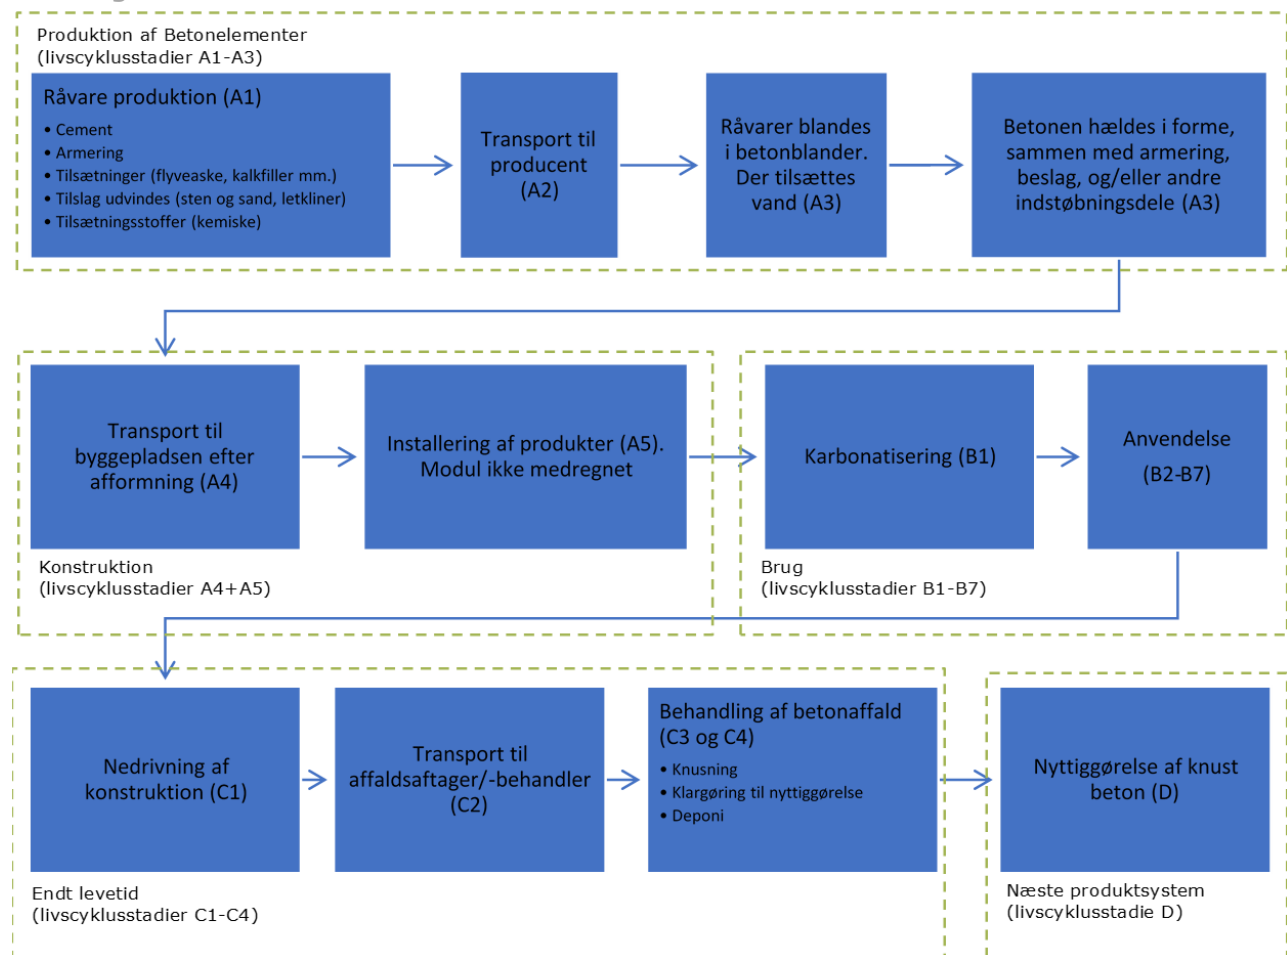 Produktion af Betonelementer
(livscyklusstadier A1-A3)
Råvare produktion (A1)
• Cement
• Armering
• Tilsætninger (flyveaske, kalkfiller mm.)
• Tilslag udvindes (sten og sand, letkliner)
• Tilsætningsstoffer (kemiske)
Transport til
producent
(A2)
Råvarer blandes
i betonblander.
Der tilsættes
vand (A3)
Betonen hældes i forme,
sammen med armering,
beslag, og/eller andre
indstøbningsdele (A3)
Transport til
byggepladsen efter
afformning (A4)
Installering af produkter (A5).
Modul ikke medregnet
Konstruktion
(livscyklusstadier A4+A5)
Karbonatisering (B1)
Anvendelse
(B2-B7)
Brug
(livscyklusstadier B1-B7)
Nedrivning af
konstruktion (C1)
Transport til
affaldsaftager/-behandler
(C2)
Behandling af betonaffald
(C3 og C4)
• Knusning
• Klargøring til nyttiggørelse
• Deponi
Endt levetid
(livscyklusstadier C1-C4)
Nyttiggørelse af knust
beton (D)
Næste produktsystem
(livscyklusstadie D)